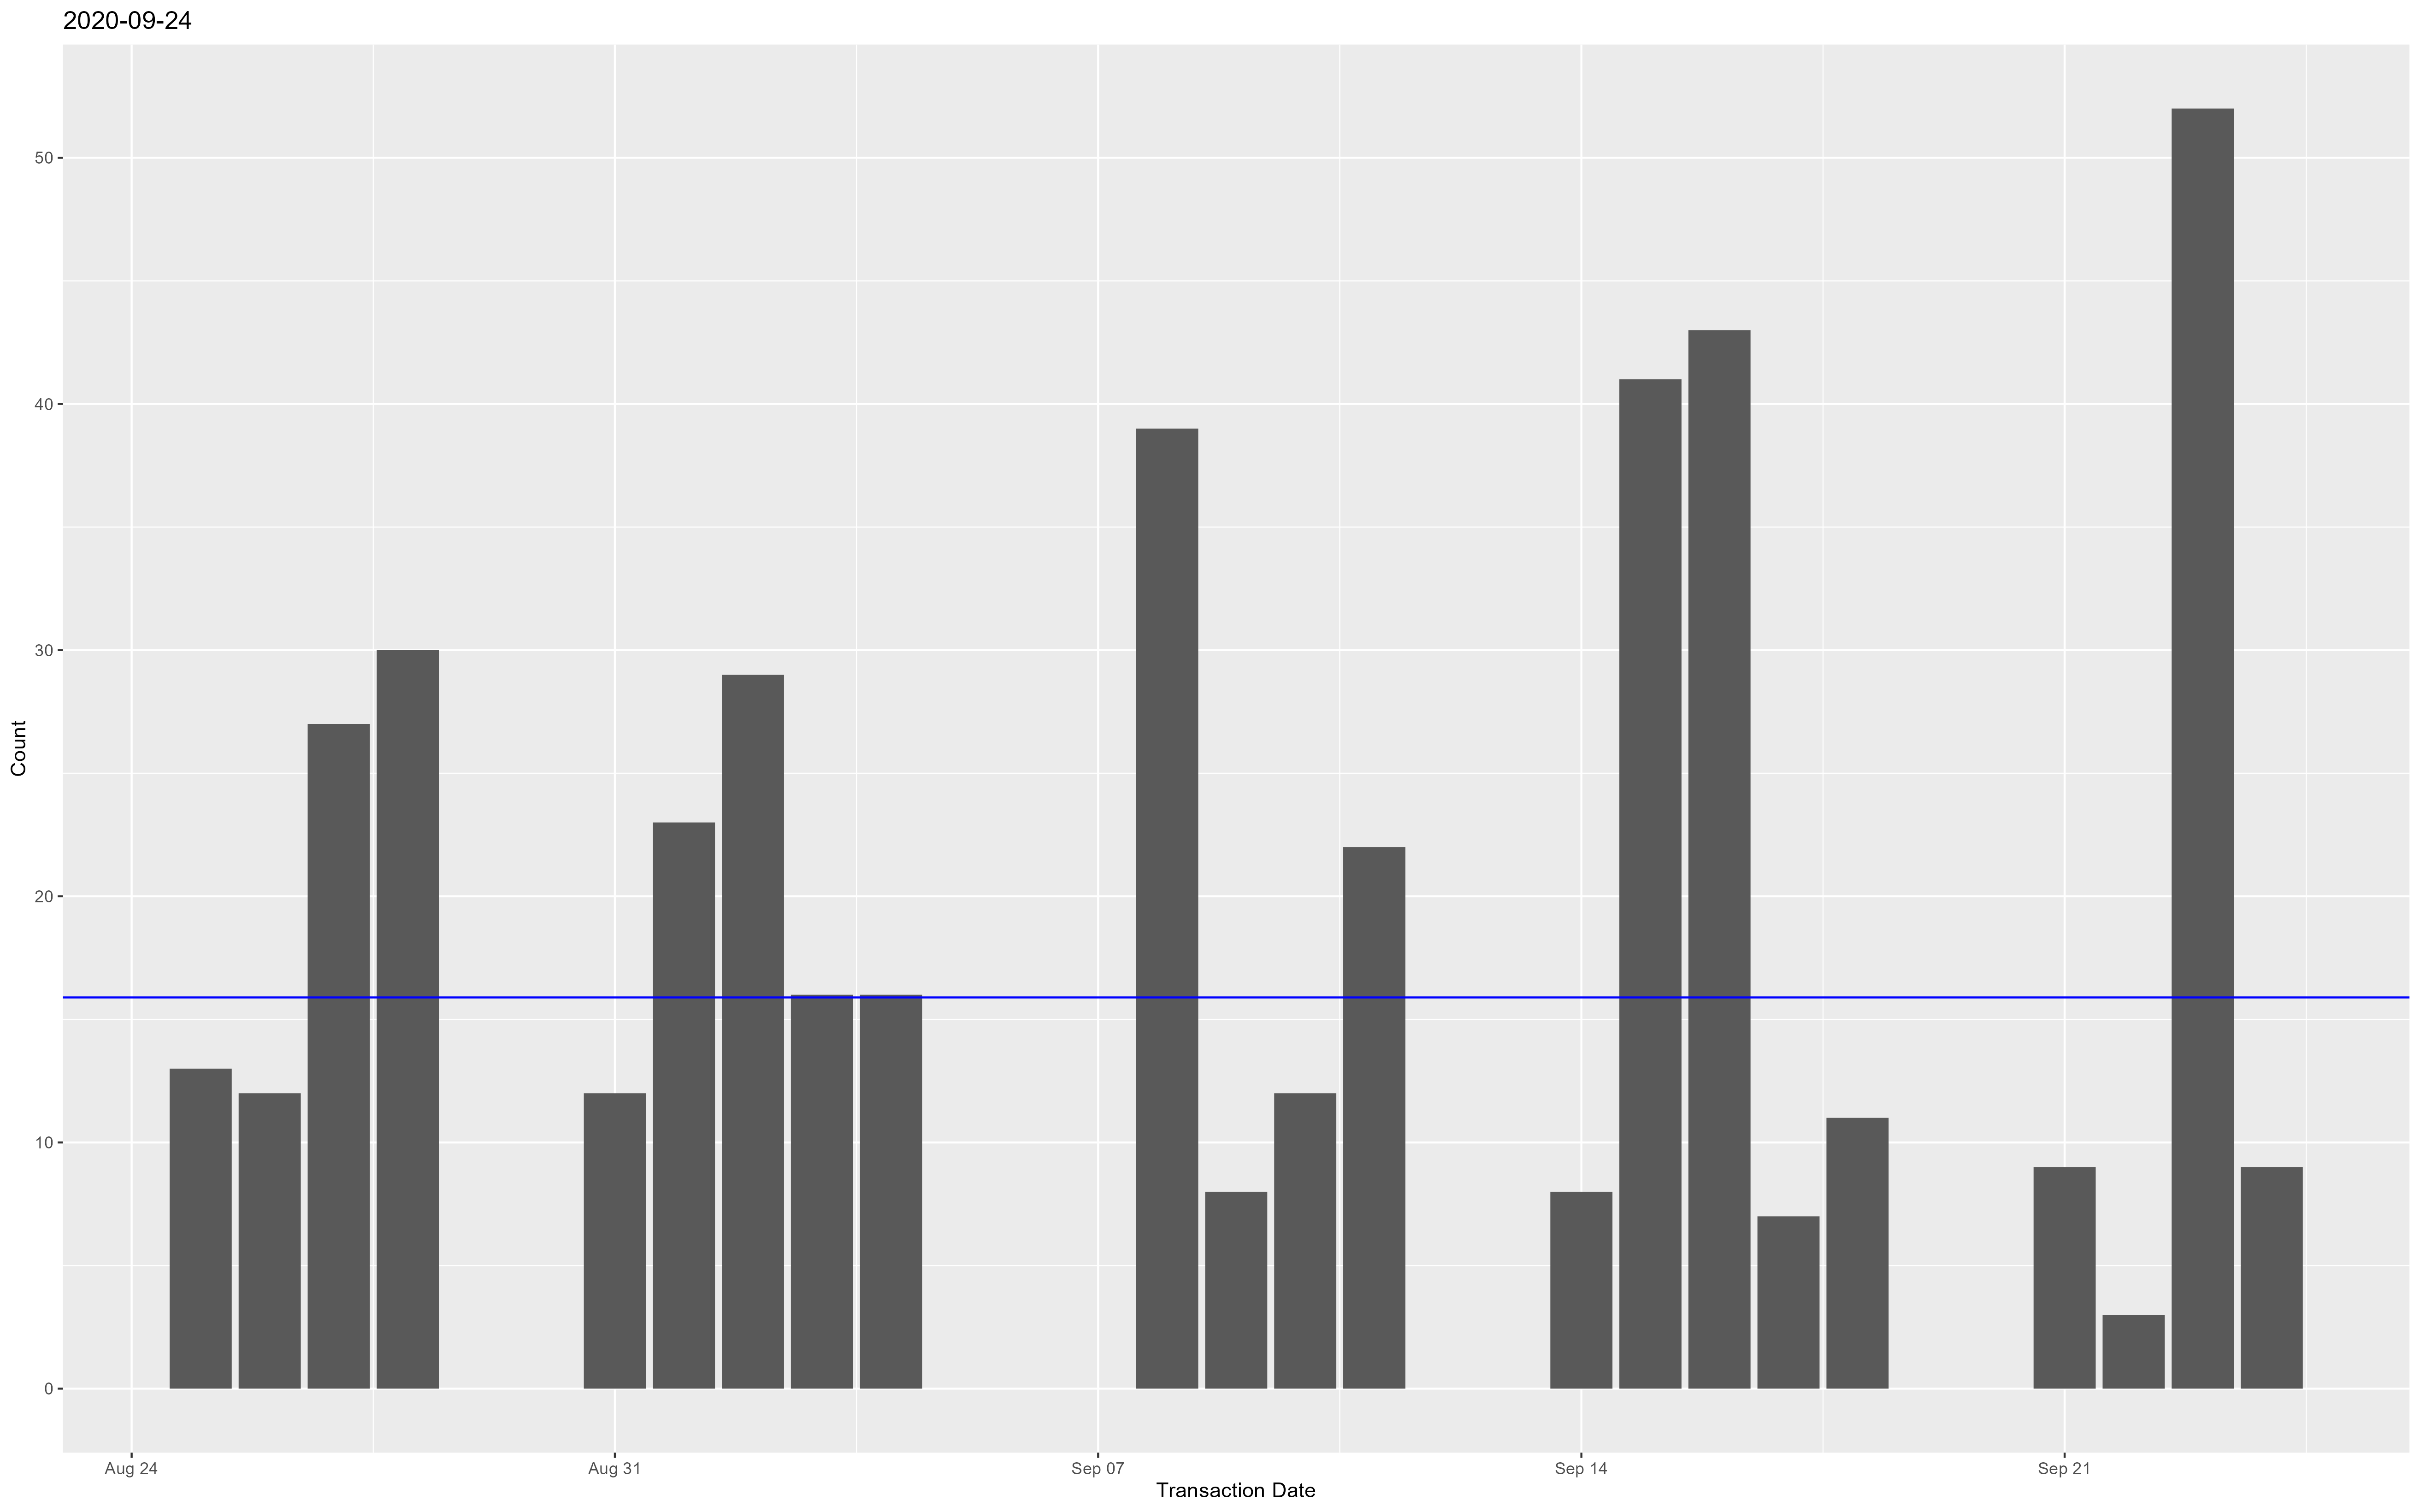 2020-09-24
50
40
30
20
10
0
Count
Aug 24
Aug 31
Sep 07
Sep 14
Sep 21
Transaction Date